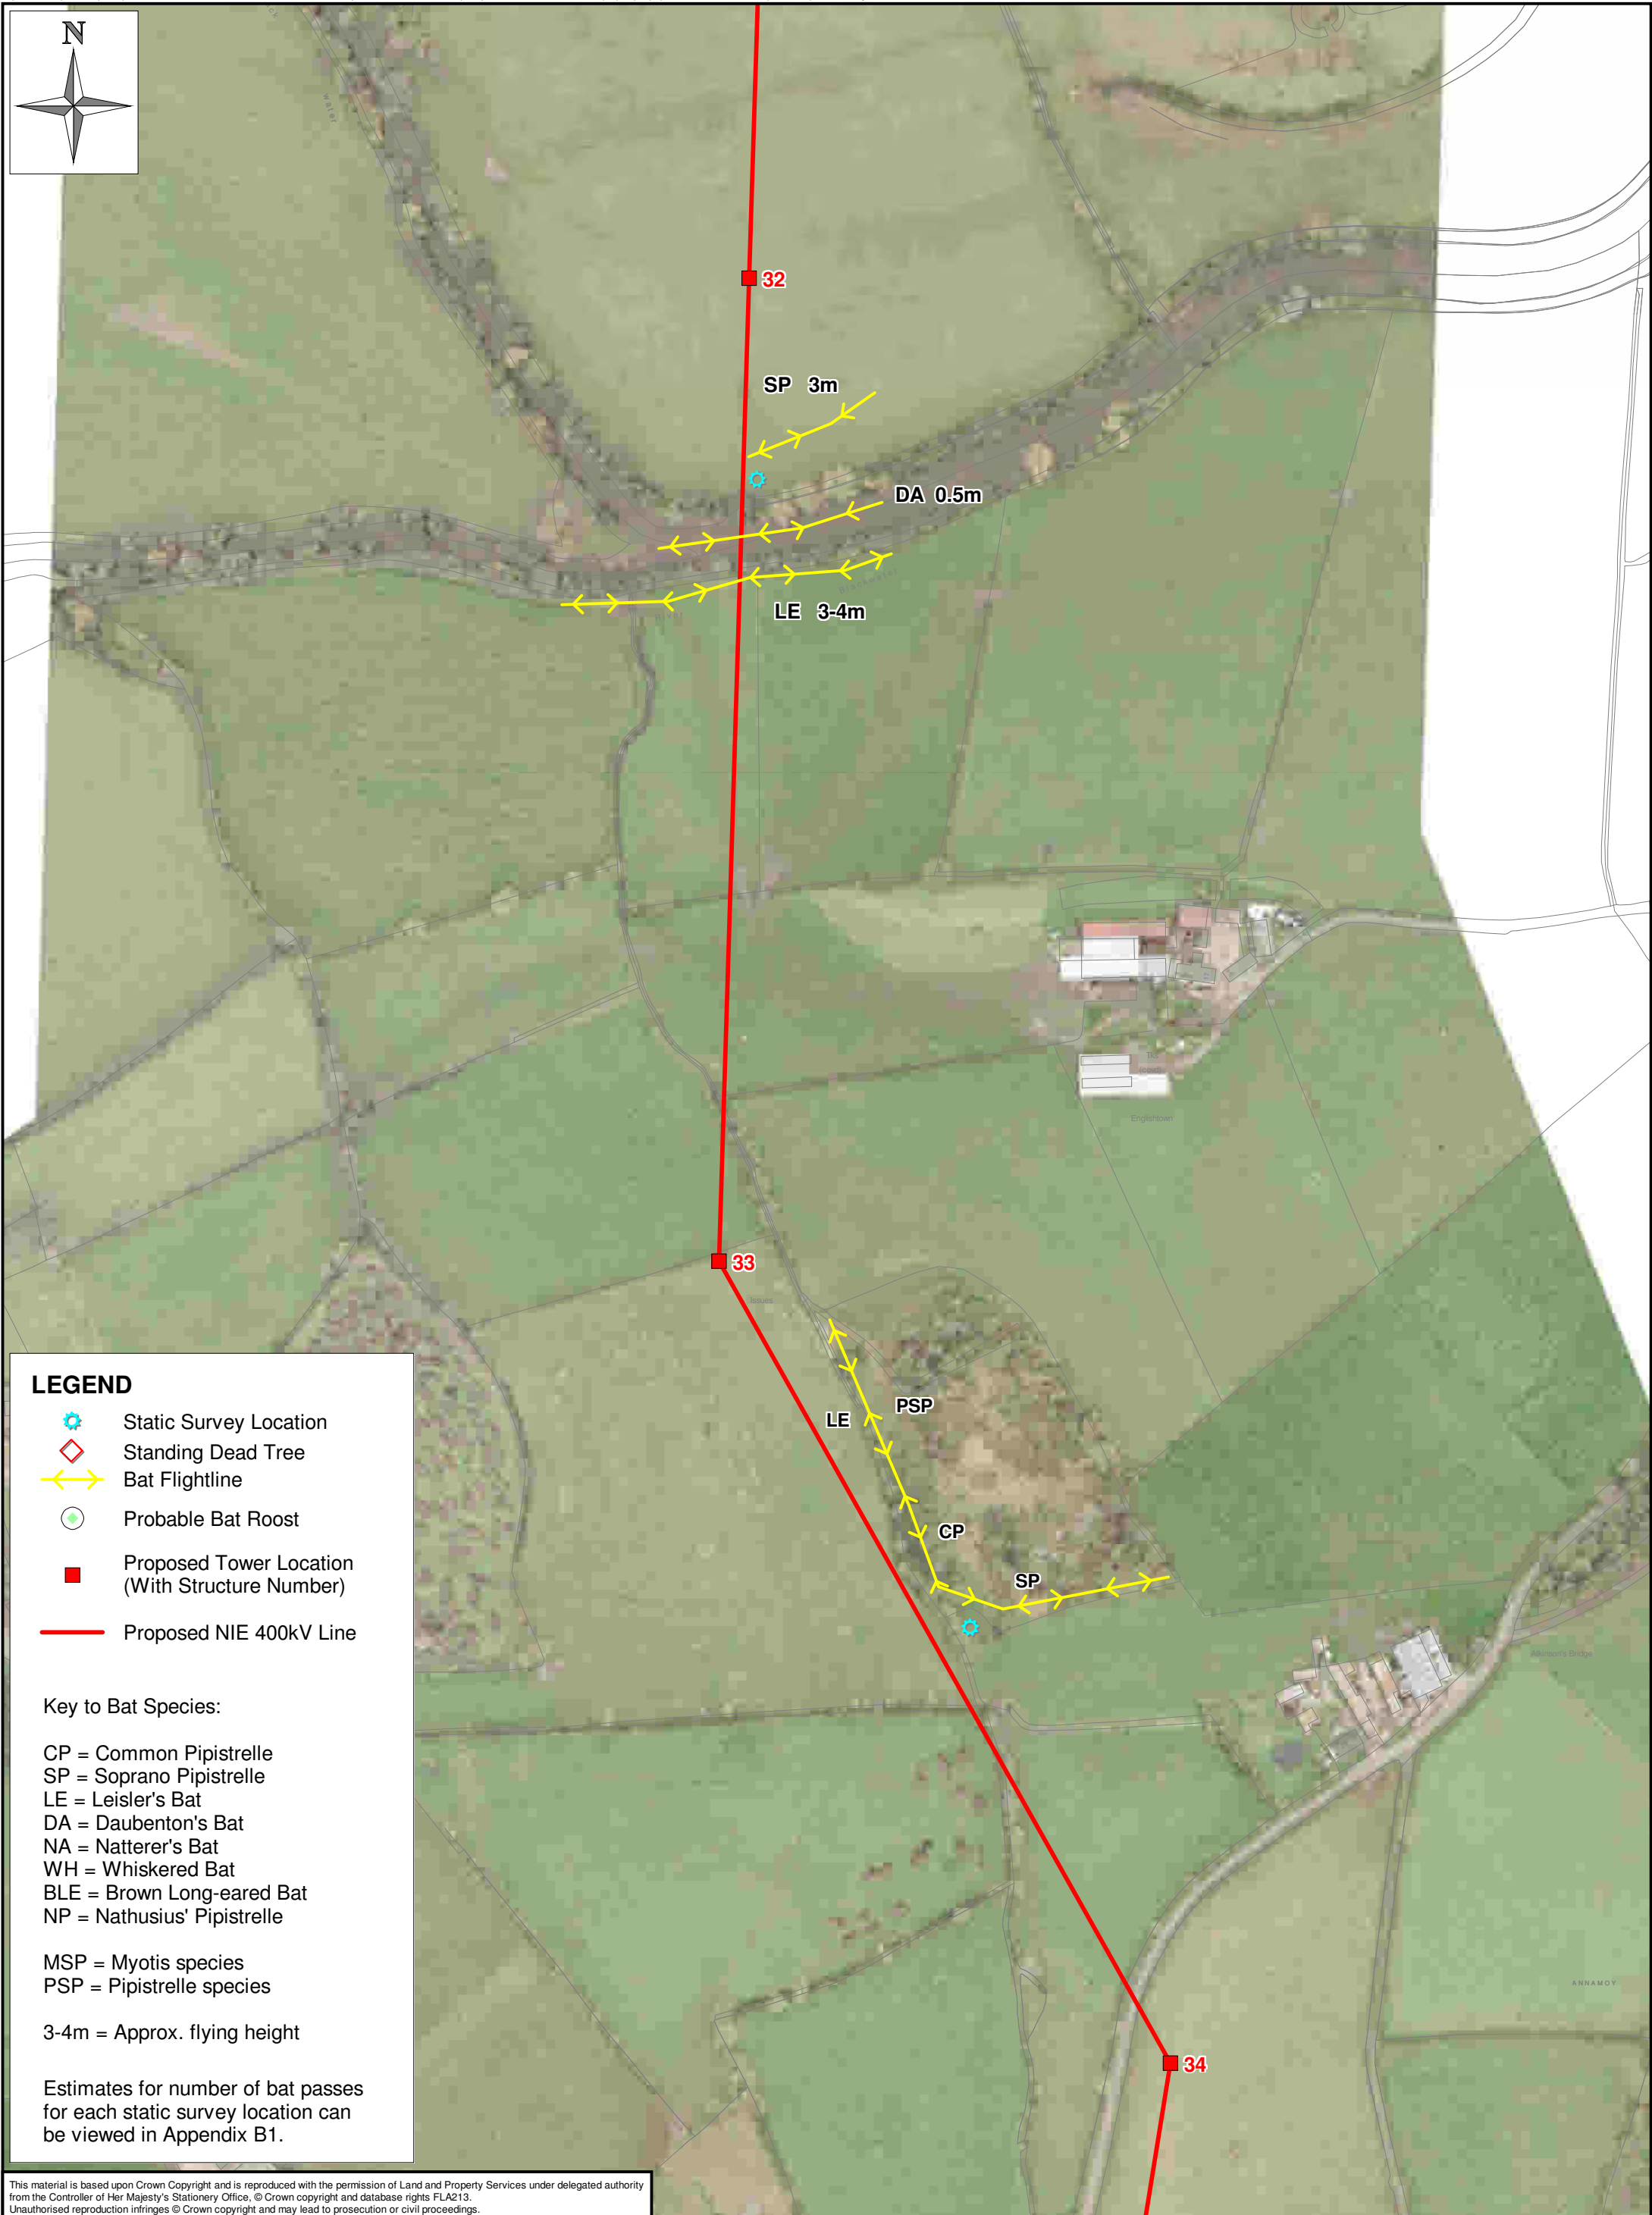 N
Water
32
SP 3m
DA 0.5m
Blackwater
River
LE 3-4m
Englishtown
33
Issues
PSP
LE
CP
SP
34
ANNAMOY
LEGEND
Static Survey Location
Standing Dead Tree
Bat Flightline
Probable Bat Roost
Proposed Tower Location
(With Structure Number)
Proposed NIE 400kV Line
Key to Bat Species:
CP = Common Pipistrelle
SP = Soprano Pipistrelle
LE = Leisler's Bat
DA = Daubenton's Bat
NA = Natterer's Bat
WH = Whiskered Bat
BLE = Brown Long-eared Bat
NP = Nathusius' Pipistrelle
MSP = Myotis species
PSP = Pipistrelle species
3-4m = Approx. flying height
Estimates for number of bat passes
for each static survey location can
be viewed in Appendix B1.
This material is based upon Crown Copyright and is reproduced with the permission of Land and Property Services under delegated authority
from the Controller of Her Majesty's Stationery Office, © Crown copyright and database rights FLA213.
Unauthorised reproduction infringes © Crown copyright and may lead to prosecution or civil proceedings.